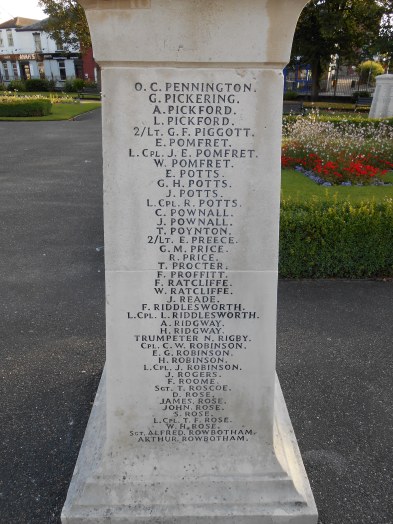 O. C. PENNINGTON.
G. PICKERING.
A. PICKFORD.
L. PICKFORD.
2/LT. G. F. PIGGOTT.
E. POMFRET.
L. CPL. J. E. POMFRET.
W. POMFRET.
E. POTTS.
G. H. POTTS.
J. POTTS.
L. CPL. R. POTTS.
C. POWNALL.
J. POWNALL.
T. POYNTON.
2/LT. E. PREECE.
G. M. PRICE.
R. PRICE.
T. PROCTER.
F. PROFFITT.
F. RATCLIFFE.
W. RATCLIFFE.
J. READE.
F. RIDDLESWORTH.
L. CPL. L. RIDDLESWORTH.
A. RIDGWAY.
H. RIDGWAY.
TRUMPETER N. RIGBY.
CPL. C. W. ROBINSON.
E. G. ROBINSON.
H. ROBINSON.
L. CPL. J. ROBINSON.
J. ROGERS.
F. ROOME.
SGT. T. ROSCOE.
D. ROSE.
JAMES. ROSE.
JOHN. ROSE.
S. ROSE.
L. CPL. T. F. ROSE.
W. H. ROSE.
SGT. ALFRED. ROWBOTHAM.
ARTHUR. ROWBOTHAM.